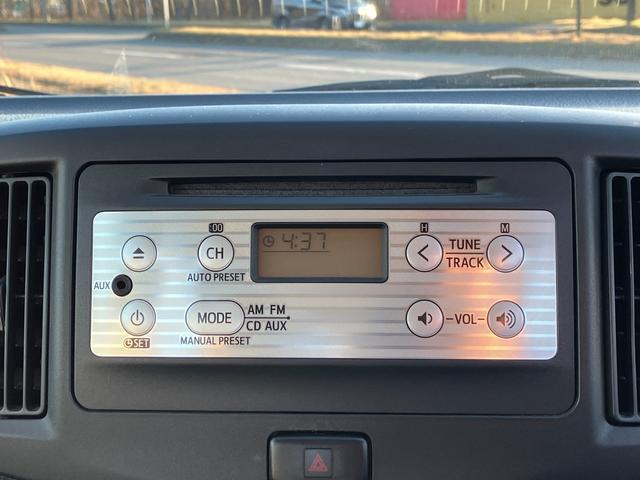 :00
CH
AUTO PRESET
4:37
H
M
TUNE
TRACK
AUX
MODE
AM FM
CD AUX
MANUAL PRESET
SET
-VOL-